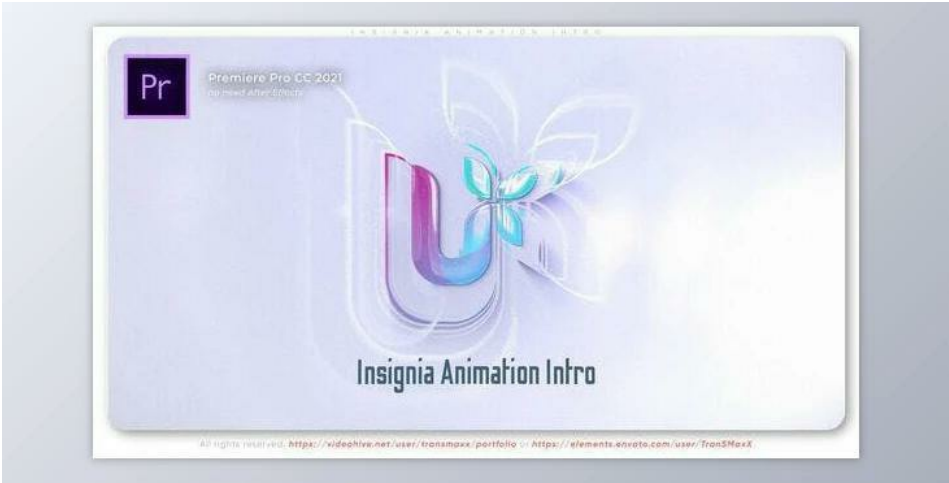 INSIGNIA ANIMATION INTRO
Pr
Premiere Pro CC 2021
no need After Effects
Insignia Animation Intro
All rights reserved. https://videohive.net/user/transmaxx/portfolio or https://elements.envato.com/user/TranSMaxX